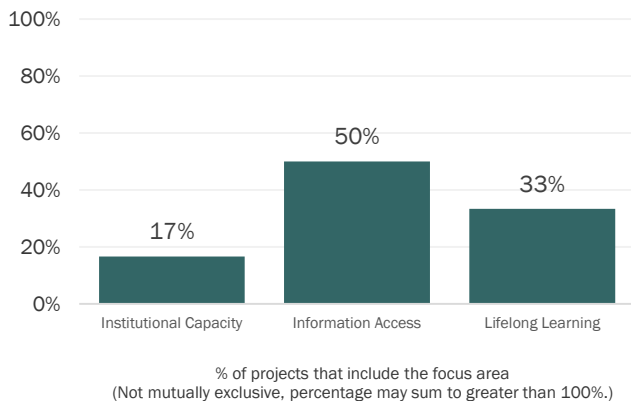 100%
80%
60%
40%
20%
0%
17%
50%
33%
Institutional Capacity
Information Access
Lifelong Learning
% of projects that include the focus area
(Not mutually exclusive, percentage may sum to greater than 100%.)